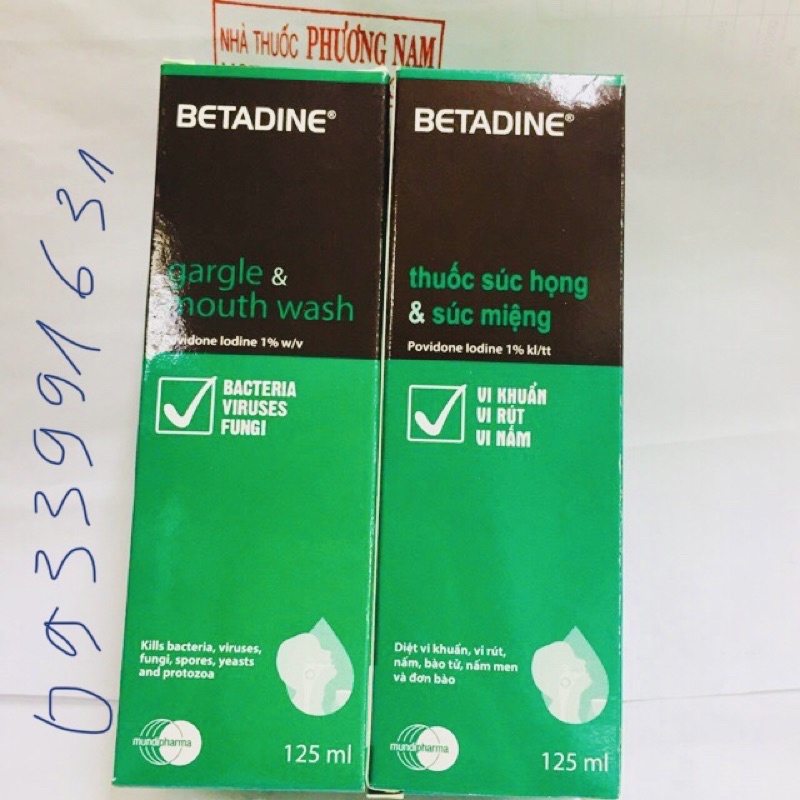 NHÀ THUỐC PHƯƠNG NAM
BETADINE®
gargle &
mouth wash
Povidone Iodine 1% w/v
BACTERIA
VIRUSES
FUNGI
Kills bacteria, viruses,
fungi, spores, yeasts
and protozoa
mundipharma
125 ml
BETADINE®
thuốc súc họng
& súc miệng
Povidone Iodine 1% kl/tt
VI KHUẨN
VI RÚT
VI NẤM
Diệt vi khuẩn, vi rút,
nấm, bào tử, nấm men
và đơn bào
mundipharma
125 ml
0933991631